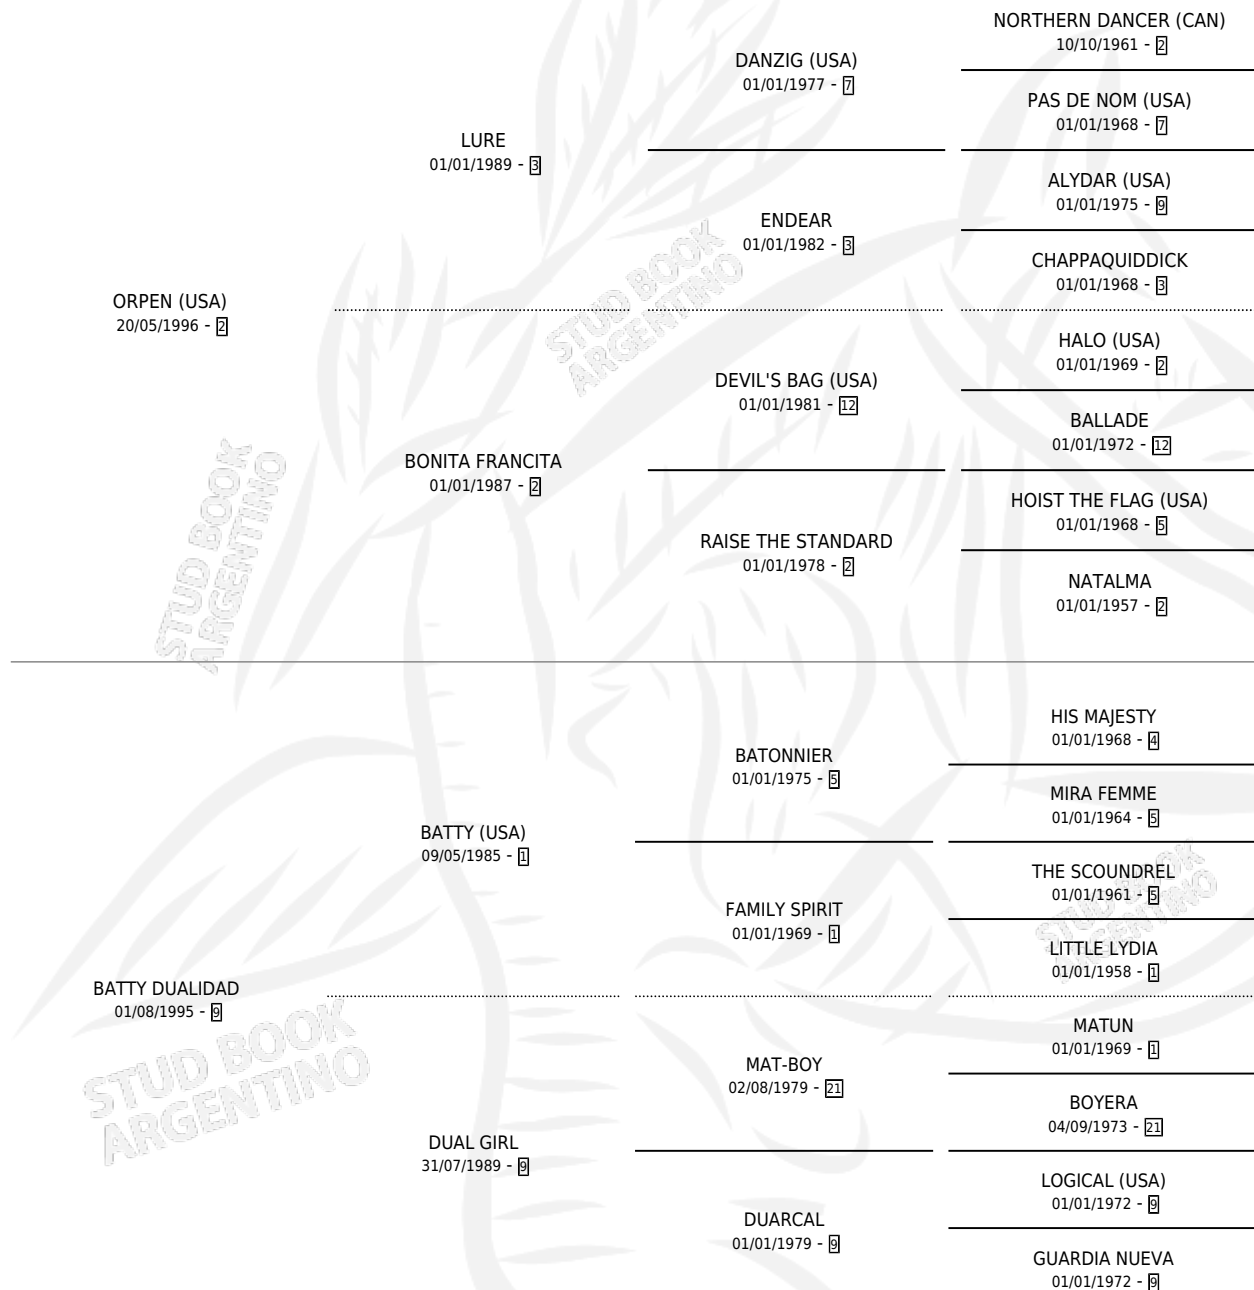 NORTHERN DANCER (CAN)
10/10/1961 - 2
DANZIG (USA)
01/01/1977 - 7
PAS DE NOM (USA)
01/01/1968 - 7
LURE
01/01/1989 - 3
ALYDAR (USA)
01/01/1975 - 9
ENDEAR
01/01/1982 - 3
CHAPPAQUIDDICK
01/01/1968 - 3
ORPEN (USA)
20/05/1996 - 2
STUD BOOK
ARGENTINO
HALO (USA)
01/01/1969 - 2
DEVIL'S BAG (USA)
01/01/1981 - 12
BALLADE
01/01/1972 - 12
BONITA FRANCITA
01/01/1987 - 2
HOIST THE FLAG (USA)
01/01/1968 - 5
RAISE THE STANDARD
01/01/1978 - 2
NATALMA
01/01/1957 - 2
STUD BOOK
ARGENTINO
HIS MAJESTY
01/01/1968 - 4
BATONNIER
01/01/1975 - 5
MIRA FEMME
01/01/1964 - 5
BATTY (USA)
09/05/1985 - 1
THE SCOUNDREL
01/01/1961 - 5
STUD BOOK
ARGENTINO
FAMILY SPIRIT
01/01/1969 - 1
LITTLE LYDIA
01/01/1958 - 1
BATTY DUALIDAD
01/08/1995 - 9
STUD BOOK
ARGENTINO
MATUN
01/01/1969 - 1
MAT-BOY
02/08/1979 - 21
BOYERA
04/09/1973 - 21
DUAL GIRL
31/07/1989 - 9
LOGICAL (USA)
01/01/1972 - 9
DUARCAL
01/01/1979 - 9
GUARDIA NUEVA
01/01/1972 - 9